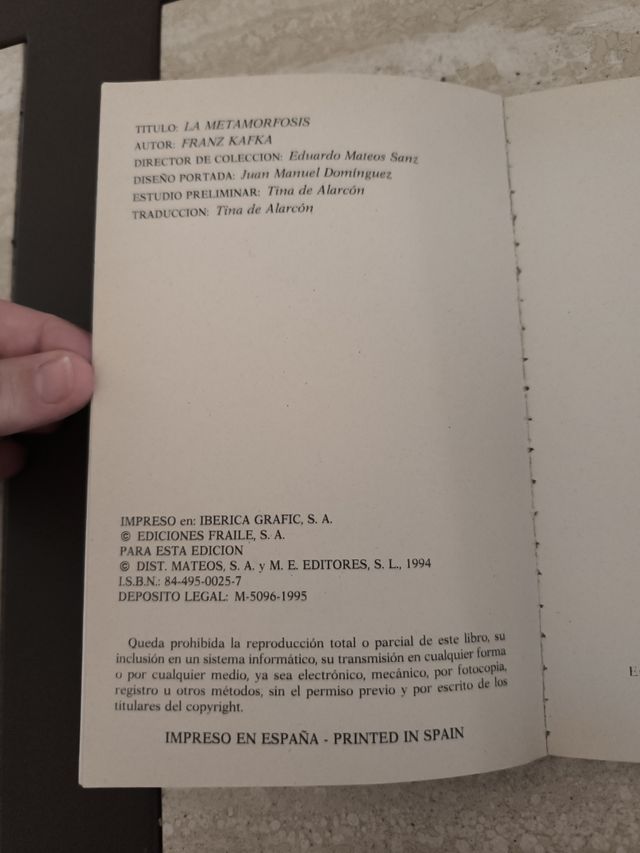 TITULO: LA METAMORFOSIS
AUTOR: FRANZ KAFKA
DIRECTOR DE COLECCION: Eduardo Mateos Sanz
DISEÑO PORTADA: Juan Manuel Domínguez
ESTUDIO PRELIMINAR: Tina de Alarcón
TRADUCCION: Tina de Alarcón
IMPRESO en: IBERICA GRAFIC, S. A.
© EDICIONES FRAILE, S. A.
PARA ESTA EDICION
© DIST. MATEOS, S. A. y M. E. EDITORES, S. L., 1994
I.S.B.N.: 84-495-0025-7
DEPOSITO LEGAL: M-5096-1995
Queda prohibida la reproducción total o parcial de este libro, su
inclusión en un sistema informático, su transmisión en cualquier forma
o por cualquier medio, ya sea electrónico, mecánico, por fotocopia,
registro u otros métodos, sin el permiso previo y por escrito de los
titulares del copyright.
IMPRESO EN ESPAÑA - PRINTED IN SPAIN